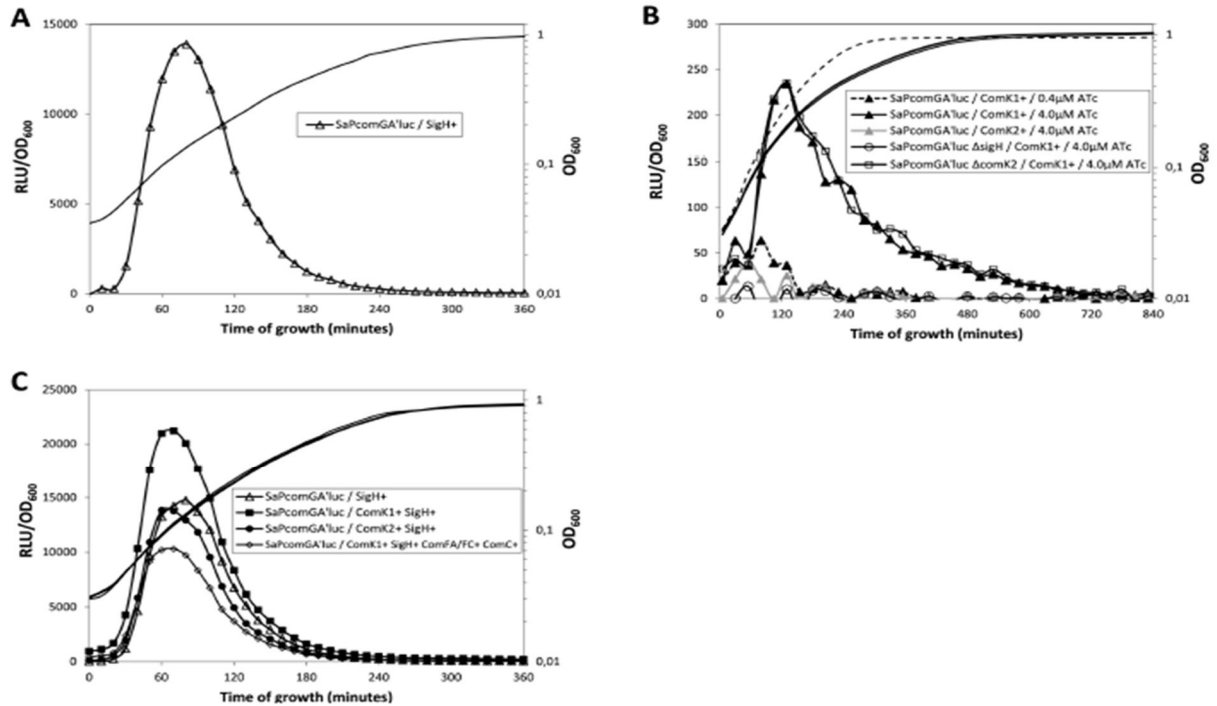 A
15000
10000
5000
0
RLU/OD600
1
0,1
0,01
OD600
SaPcomGA'luc / SigH+
0 60 120 180 240 300 360
Time of growth (minutes)
B
300
250
200
150
100
50
0
RLU/OD600
1
0,1
0,01
OD600
SaPcomGA'luc / ComK1+ / 0.4μM ATc
SaPcomGA'luc / ComK1+ / 4.0μM ATc
SaPcomGA'luc / ComK2+ / 4.0μM ATc
SaPcomGA'luc ΔsigH / ComK1+ / 4.0μM ATc
SaPcomGA'luc ΔcomK2 / ComK1+ / 4.0μM ATc
0 120 240 360 480 600 720 840
Time of growth (minutes)
C
25000
20000
15000
10000
5000
0
RLU/OD600
1
0,1
0,01
OD600
SaPcomGA'luc / SigH+
SaPcomGA'luc / ComK1+ SigH+
SaPcomGA'luc / ComK2+ SigH+
SaPcomGA'luc / ComK1+ SigH+ ComFA/FC+ ComC+
0 60 120 180 240 300 360
Time of growth (minutes)